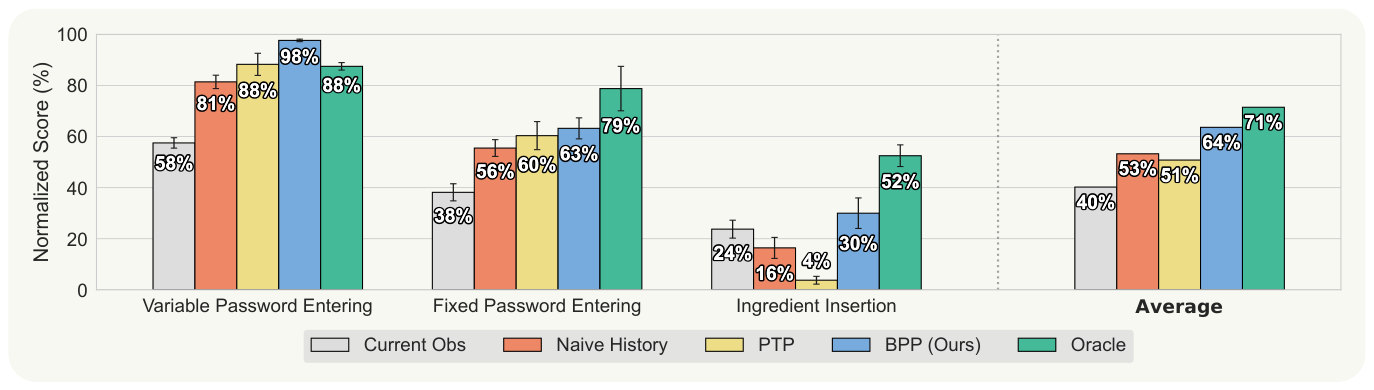 Normalized Score (%)
100
80
60
40
20
0
58% 81% 88% 98% 88%
38% 56% 60% 63% 79%
24% 16% 4% 30% 52%
40% 53% 51% 64% 71%
Variable Password Entering Fixed Password Entering Ingredient Insertion Average
Current Obs Naive History PTP BPP (Ours) Oracle